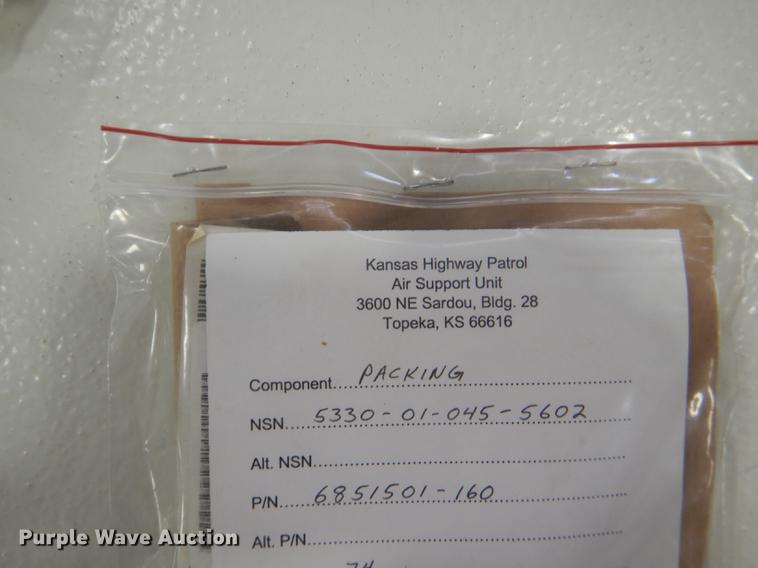 Kansas Highway Patrol
Air Support Unit
3600 NE Sardou, Bldg. 28
Topeka, KS 66616
Component....PACKING
NSN....5330-01-045-5602
Alt. NSN....
P/N....6851501-160
Alt. P/N....
Purple Wave Auction